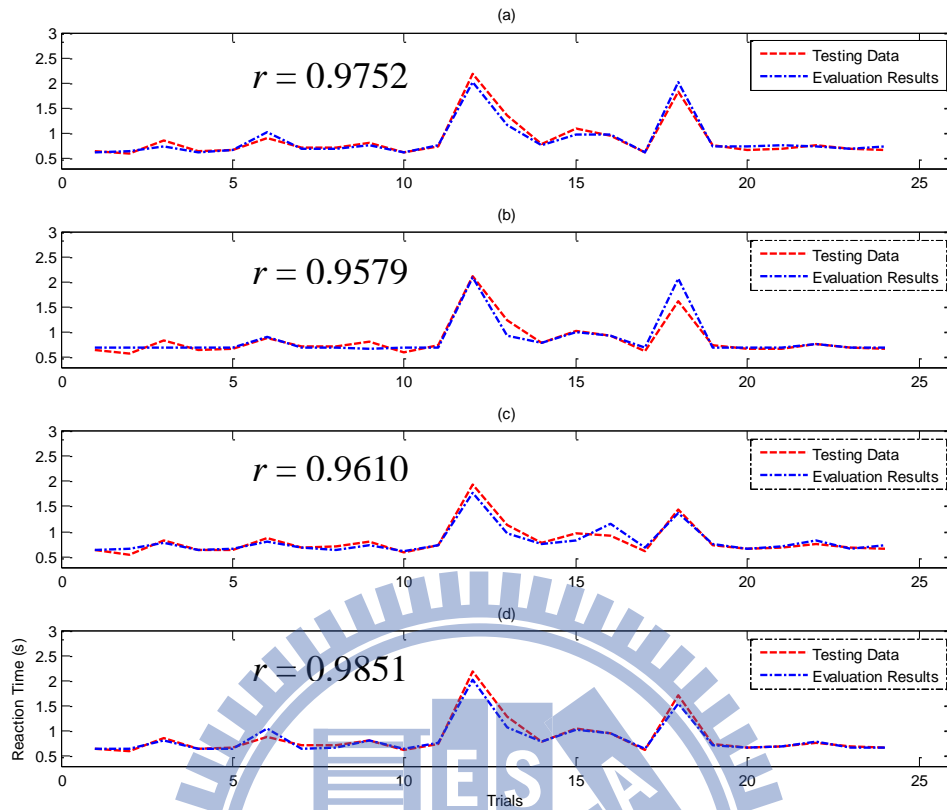 (a)
3
2.5
2
1.5
1
0.5
r = 0.9752
Testing Data
Evaluation Results
0 5 10 15 20 25
(b)
3
2.5
2
1.5
1
0.5
r = 0.9579
Testing Data
Evaluation Results
0 5 10 15 20 25
(c)
3
2.5
2
1.5
1
0.5
r = 0.9610
Testing Data
Evaluation Results
0 5 10 15 20 25
(d)
Reaction Time (s)
3
2.5
2
1.5
1
0.5
r = 0.9851
Testing Data
Evaluation Results
E S A
0 5 10 15 20 25
Trials